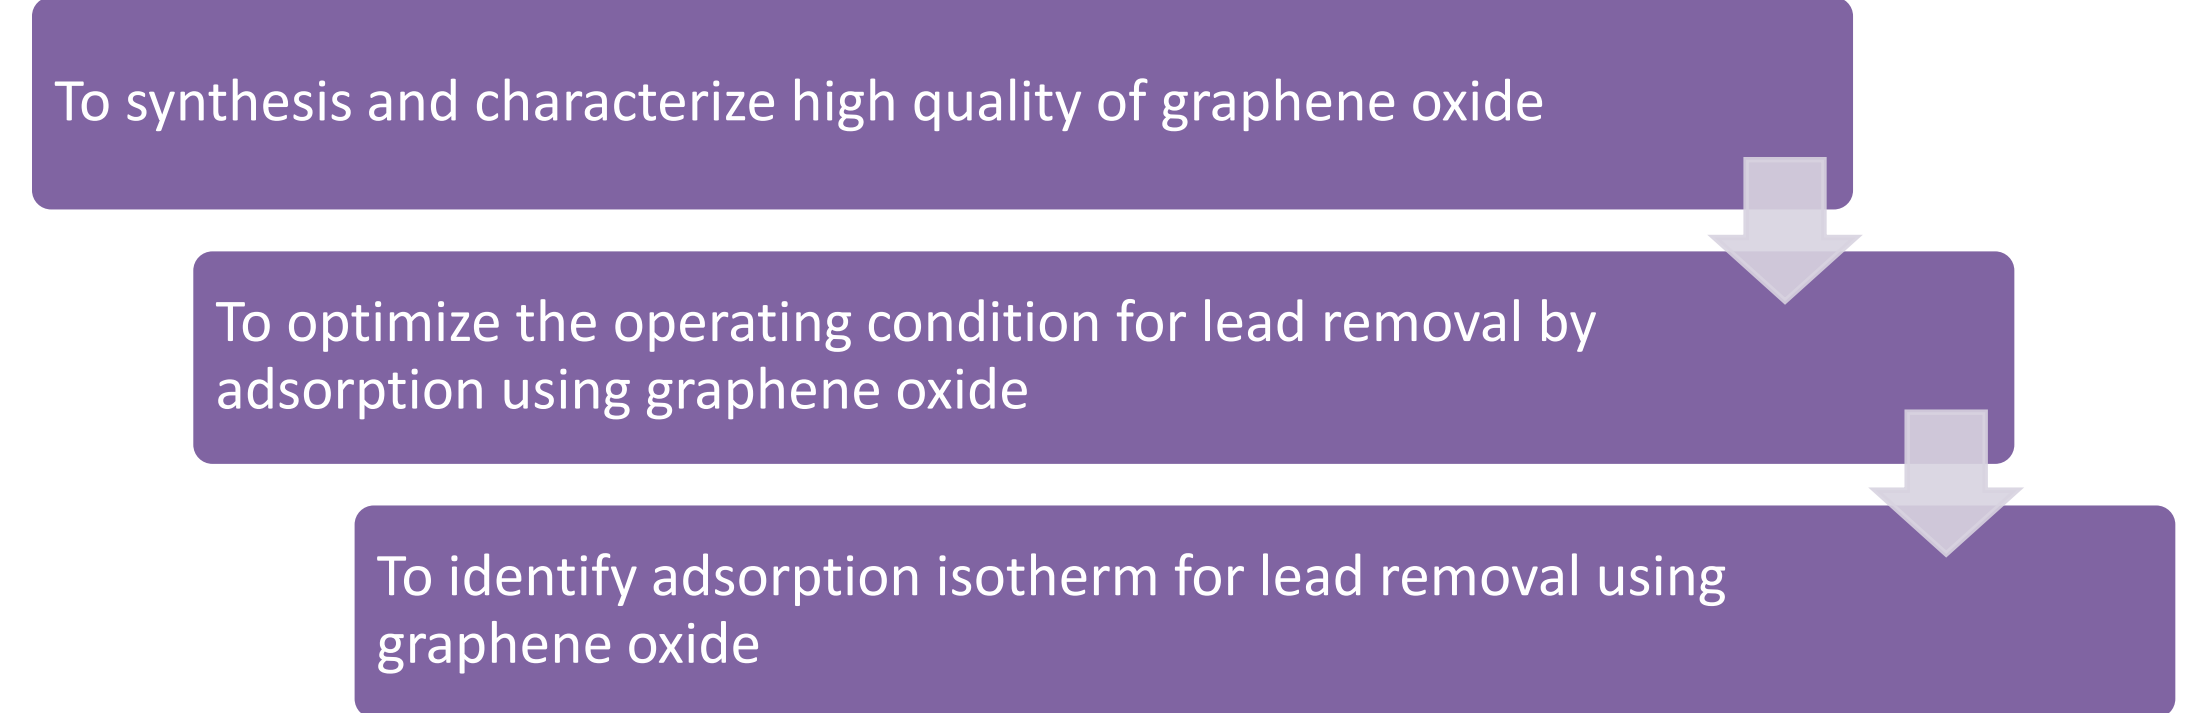 To synthesis and characterize high quality of graphene oxide
To optimize the operating condition for lead removal by
adsorption using graphene oxide
To identify adsorption isotherm for lead removal using
graphene oxide